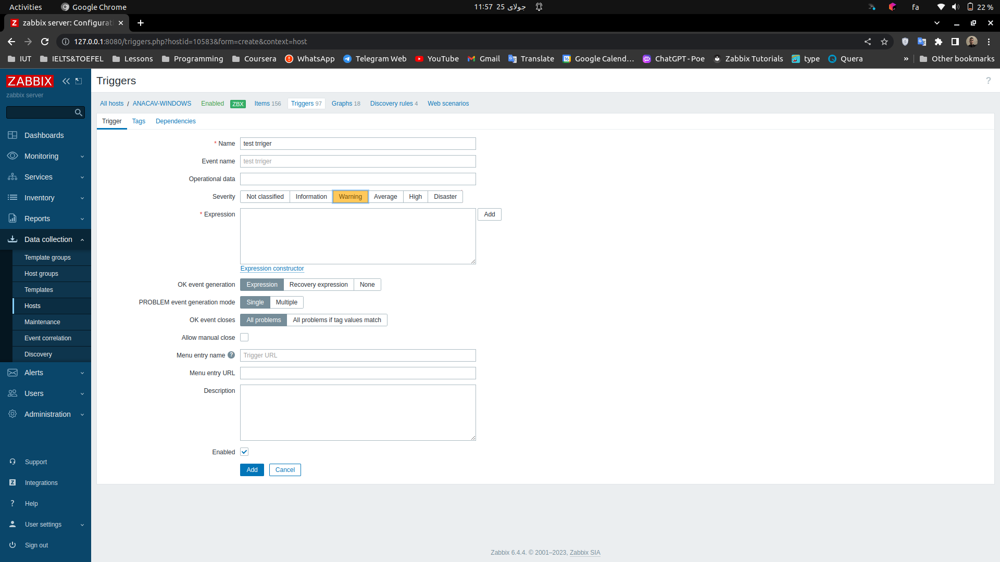 Activities Google Chrome 11:57 25 جولای fa 22 %
Z zabbix server: Configurati
127.0.0.1:8080/triggers.php?hostid=10583&form=create&context=host
IUT IELTS&TOEFEL Lessons Programming Coursera WhatsApp Telegram Web YouTube Gmail Translate 16 Google Calend… ChatGPT - Poe Zabbix Tutorials type Quera » Other bookmarks
ZABBIX
zabbix server
Dashboards
Monitoring
Services
Inventory
Reports
Data collection
Template groups
Host groups
Templates
Hosts
Maintenance
Event correlation
Discovery
Alerts
Users
Administration
Support
Z Integrations
? Help
User settings
Sign out
Triggers ?
All hosts / ANACAV-WINDOWS Enabled ZBX Items 156 Triggers 97 Graphs 18 Discovery rules 4 Web scenarios
Trigger Tags Dependencies
* Name test trriger
Event name test trriger
Operational data
Severity Not classified Information Warning Average High Disaster
* Expression Add
Expression constructor
OK event generation Expression Recovery expression None
PROBLEM event generation mode Single Multiple
OK event closes All problems All problems if tag values match
Allow manual close
Menu entry name ? Trigger URL
Menu entry URL
Description
Enabled
Add Cancel
Zabbix 6.4.4. © 2001–2023, Zabbix SIA